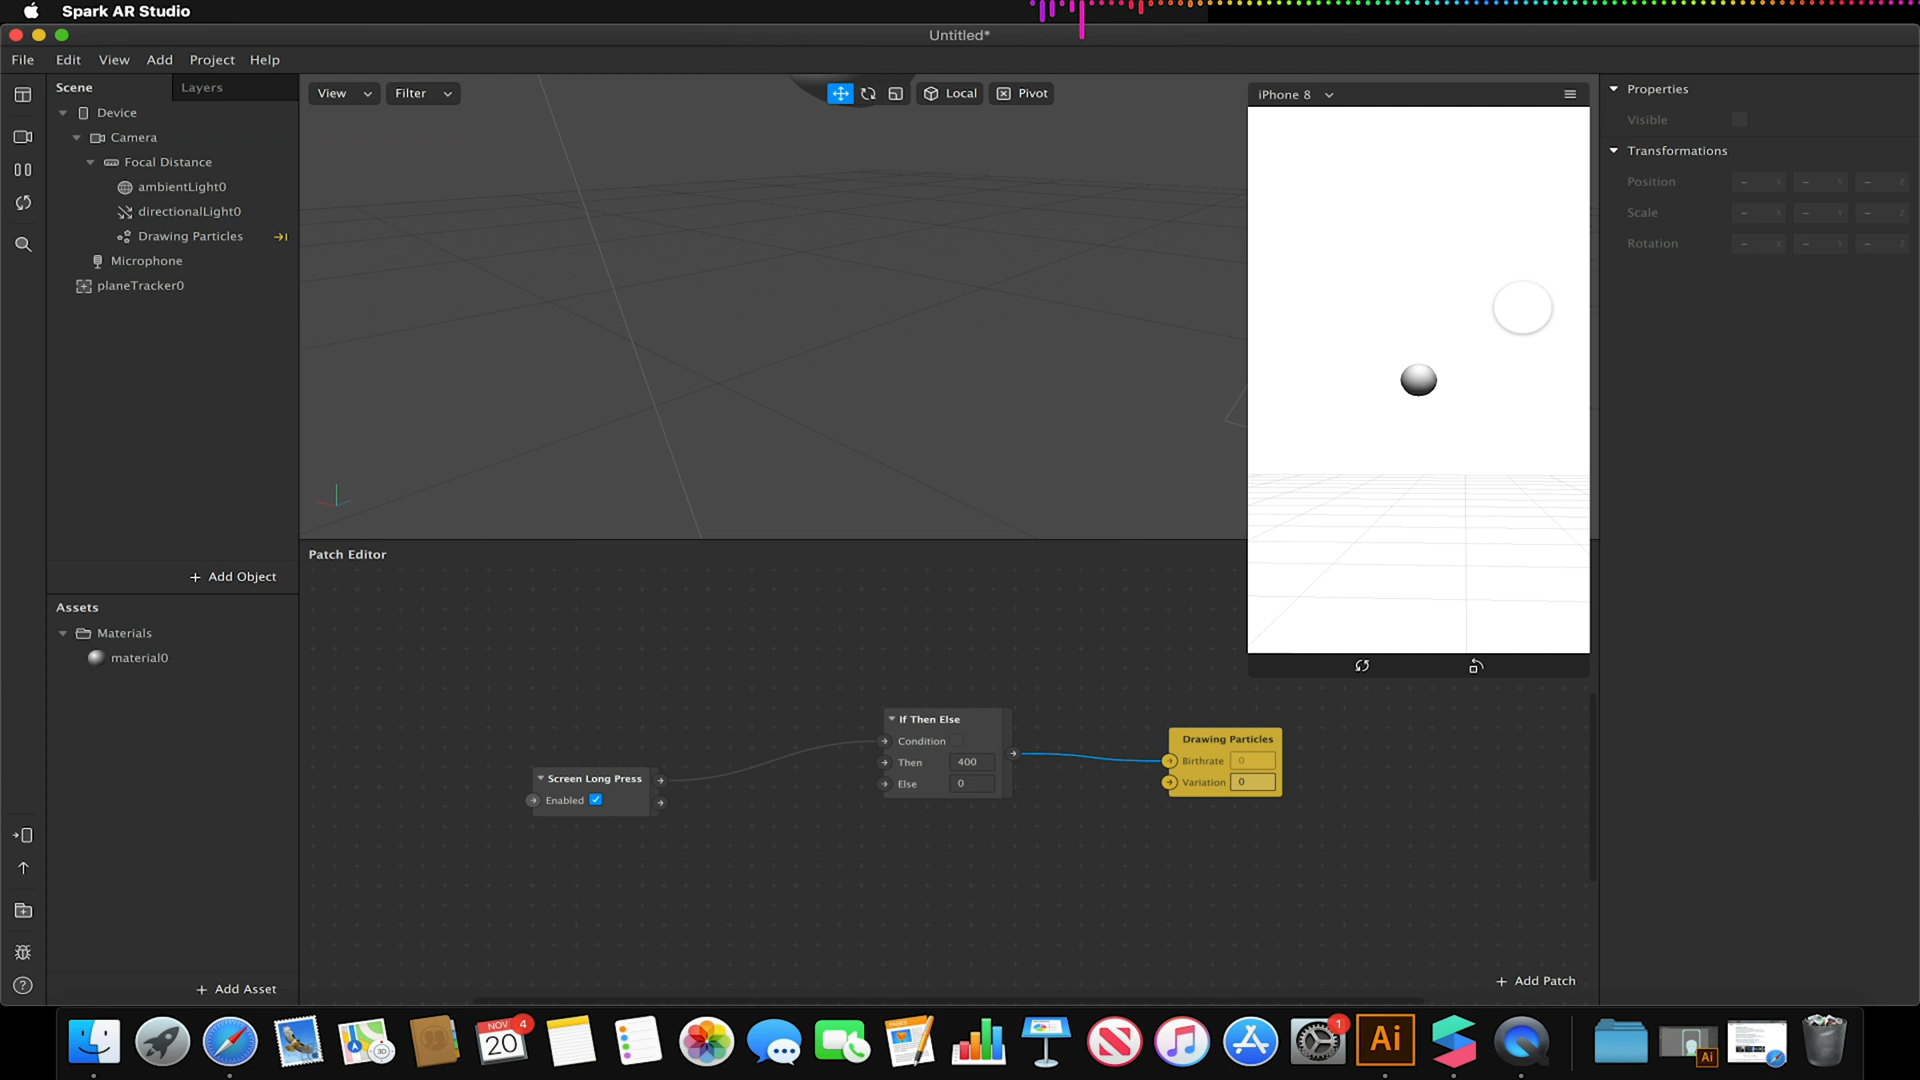 Spark AR Studio
Untitled*
File Edit View Add Project Help
Scene Layers
Device
Camera
Focal Distance
ambientLight0
directionalLight0
Drawing Particles
Microphone
planeTracker0
+ Add Object
Assets
Materials
material0
+ Add Asset
View Filter Local Pivot
iPhone 8
Properties
Visible
Transformations
Position – X – Y – Z
Scale – X – Y – Z
Rotation – X – Y – Z
Patch Editor
Screen Long Press
Enabled
If Then Else
Condition
Then 400
Else 0
Drawing Particles
Birthrate 0
Variation 0
+ Add Patch
NOV
20
4
3D
PAGES
1
Ai
Ai